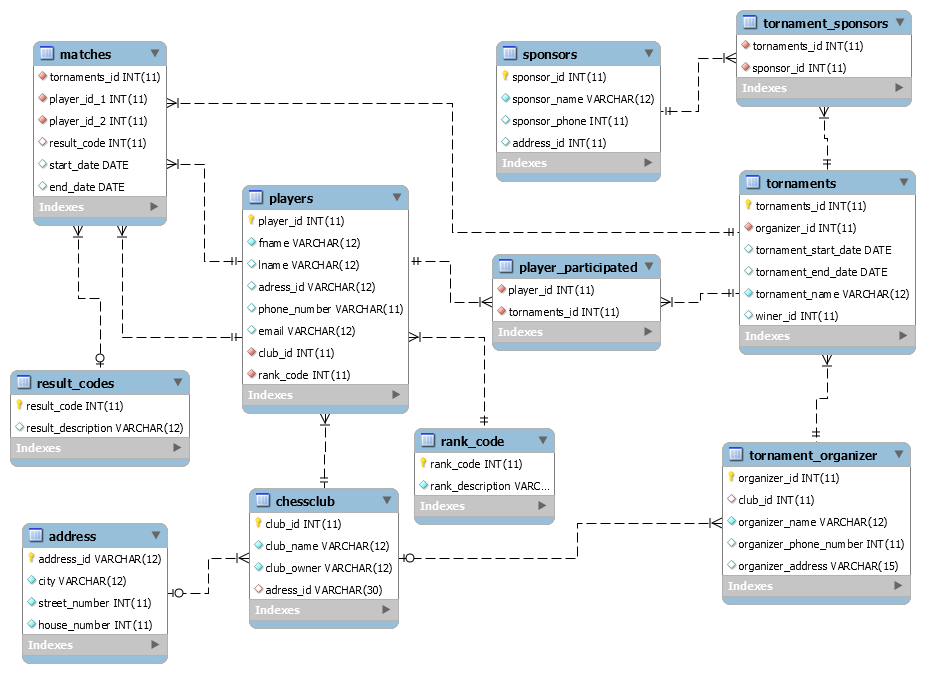 matches
tornaments_id INT(11)
player_id_1 INT(11)
player_id_2 INT(11)
result_code INT(11)
start_date DATE
end_date DATE
Indexes
sponsors
sponsor_id INT(11)
sponsor_name VARCHAR(12)
sponsor_phone INT(11)
address_id INT(11)
Indexes
tornament_sponsors
tornaments_id INT(11)
sponsor_id INT(11)
Indexes
players
player_id INT(11)
fname VARCHAR(12)
lname VARCHAR(12)
adress_id VARCHAR(12)
phone_number VARCHAR(11)
email VARCHAR(12)
club_id INT(11)
rank_code INT(11)
Indexes
player_participated
player_id INT(11)
tornaments_id INT(11)
Indexes
tornaments
tornaments_id INT(11)
organizer_id INT(11)
tornament_start_date DATE
tornament_end_date DATE
tornament_name VARCHAR(12)
winer_id INT(11)
Indexes
result_codes
result_code INT(11)
result_description VARCHAR(12)
Indexes
rank_code
rank_code INT(11)
rank_description VARC...
Indexes
tornament_organizer
organizer_id INT(11)
club_id INT(11)
organizer_name VARCHAR(12)
organizer_phone_number INT(11)
organizer_address VARCHAR(15)
Indexes
address
address_id VARCHAR(12)
city VARCHAR(12)
street_number INT(11)
house_number INT(11)
Indexes
chessclub
club_id INT(11)
club_name VARCHAR(12)
club_owner VARCHAR(12)
adress_id VARCHAR(30)
Indexes